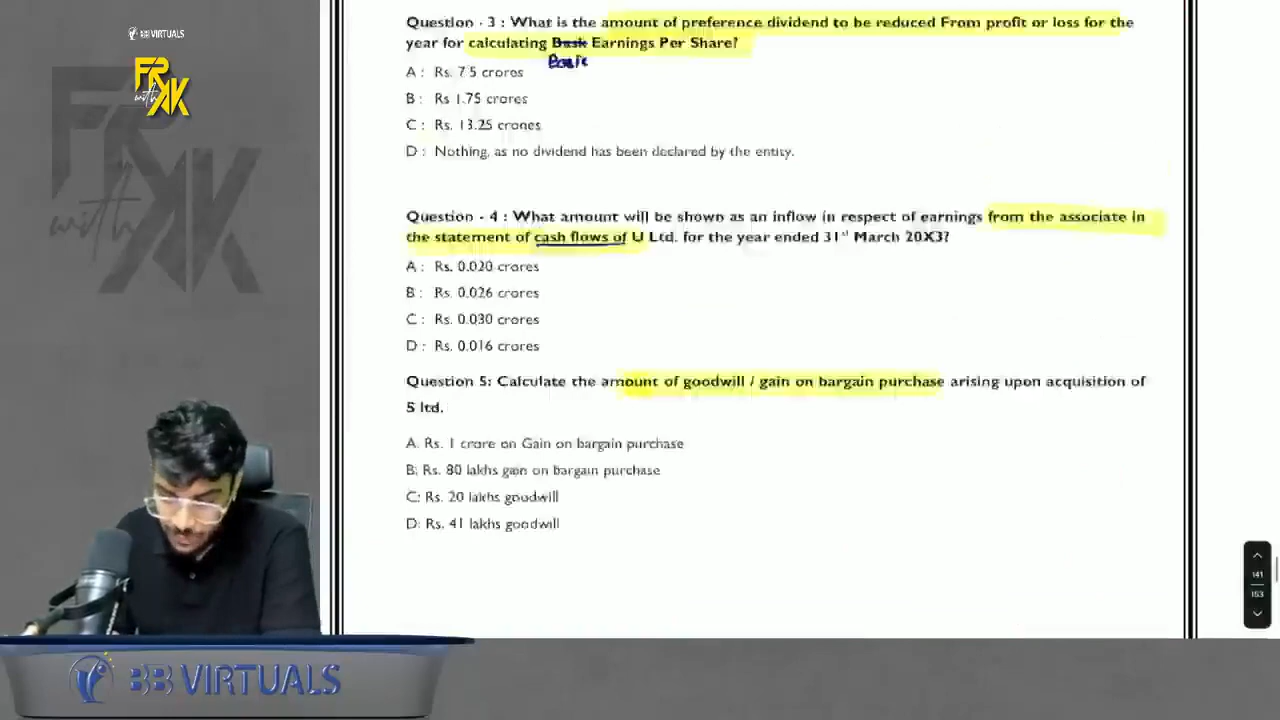 BB VIRTUALS
FR
with
AK
FR
with
AK
Question - 3 : What is the amount of preference dividend to be reduced From profit or loss for the
year for calculating Bask Earnings Per Share?
Basic
A : Rs. 7.5 crores
B : Rs 1.75 crores
C : Rs. 13.25 crores
D : Nothing, as no dividend has been declared by the entity.
Question - 4 : What amount will be shown as an inflow in respect of earnings from the associate in
the statement of cash flows of U Ltd. for the year ended 31st March 20X3?
A : Rs. 0.020 crores
B : Rs. 0.026 crores
C : Rs. 0.030 crores
D : Rs. 0.016 crores
Question 5: Calculate the amount of goodwill / gain on bargain purchase arising upon acquisition of
S ltd.
A. Rs. 1 crore on Gain on bargain purchase
B: Rs. 80 lakhs gain on bargain purchase
C: Rs. 20 lakhs goodwill
D: Rs. 41 lakhs goodwill
141
153
BB VIRTUALS